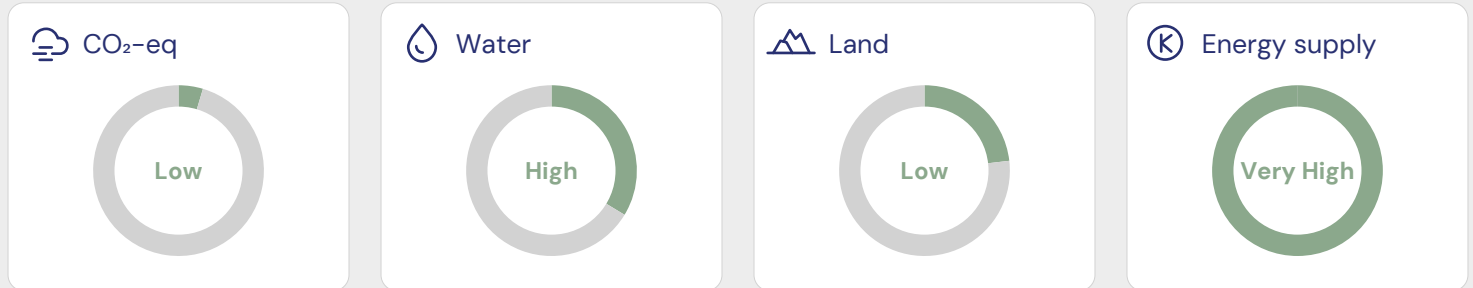 CO₂-eq
Low
Water
High
Land
Low
Energy supply
Very High